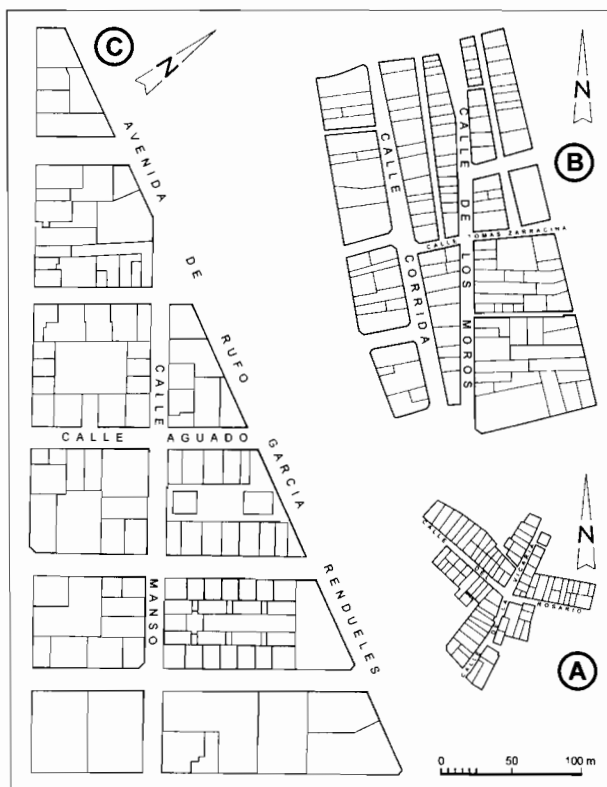 C
N
AVENIDA DE RUFO GARCIA RENDUELES
CALLE MANSO
CALLE AGUADO
B
N
CALLE CORRIDA
CALLE DE LOS MOROS
CALLE TOMAS ZARRACINA
A
N
CALLE
ROSARIO
0 50 100 m